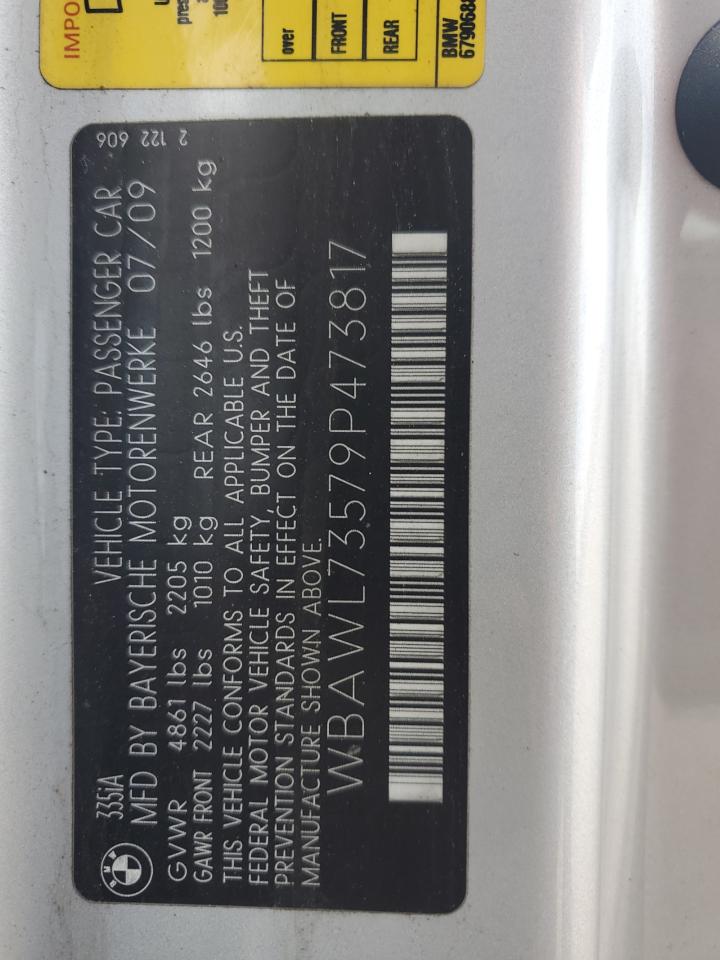 IMPO
pres
100
over
FRONT
REAR
BMW
679068
2 122 606
335iA VEHICLE TYPE: PASSENGER CAR
MFD BY BAYERISCHE MOTORENWERKE 07/09
GVWR 4861 lbs 2205 kg
GAWR FRONT 2227 lbs 1010 kg REAR 2646 lbs 1200 kg
THIS VEHICLE CONFORMS TO ALL APPLICABLE U.S.
FEDERAL MOTOR VEHICLE SAFETY, BUMPER AND THEFT
PREVENTION STANDARDS IN EFFECT ON THE DATE OF
MANUFACTURE SHOWN ABOVE.
WBAWL73579P473817